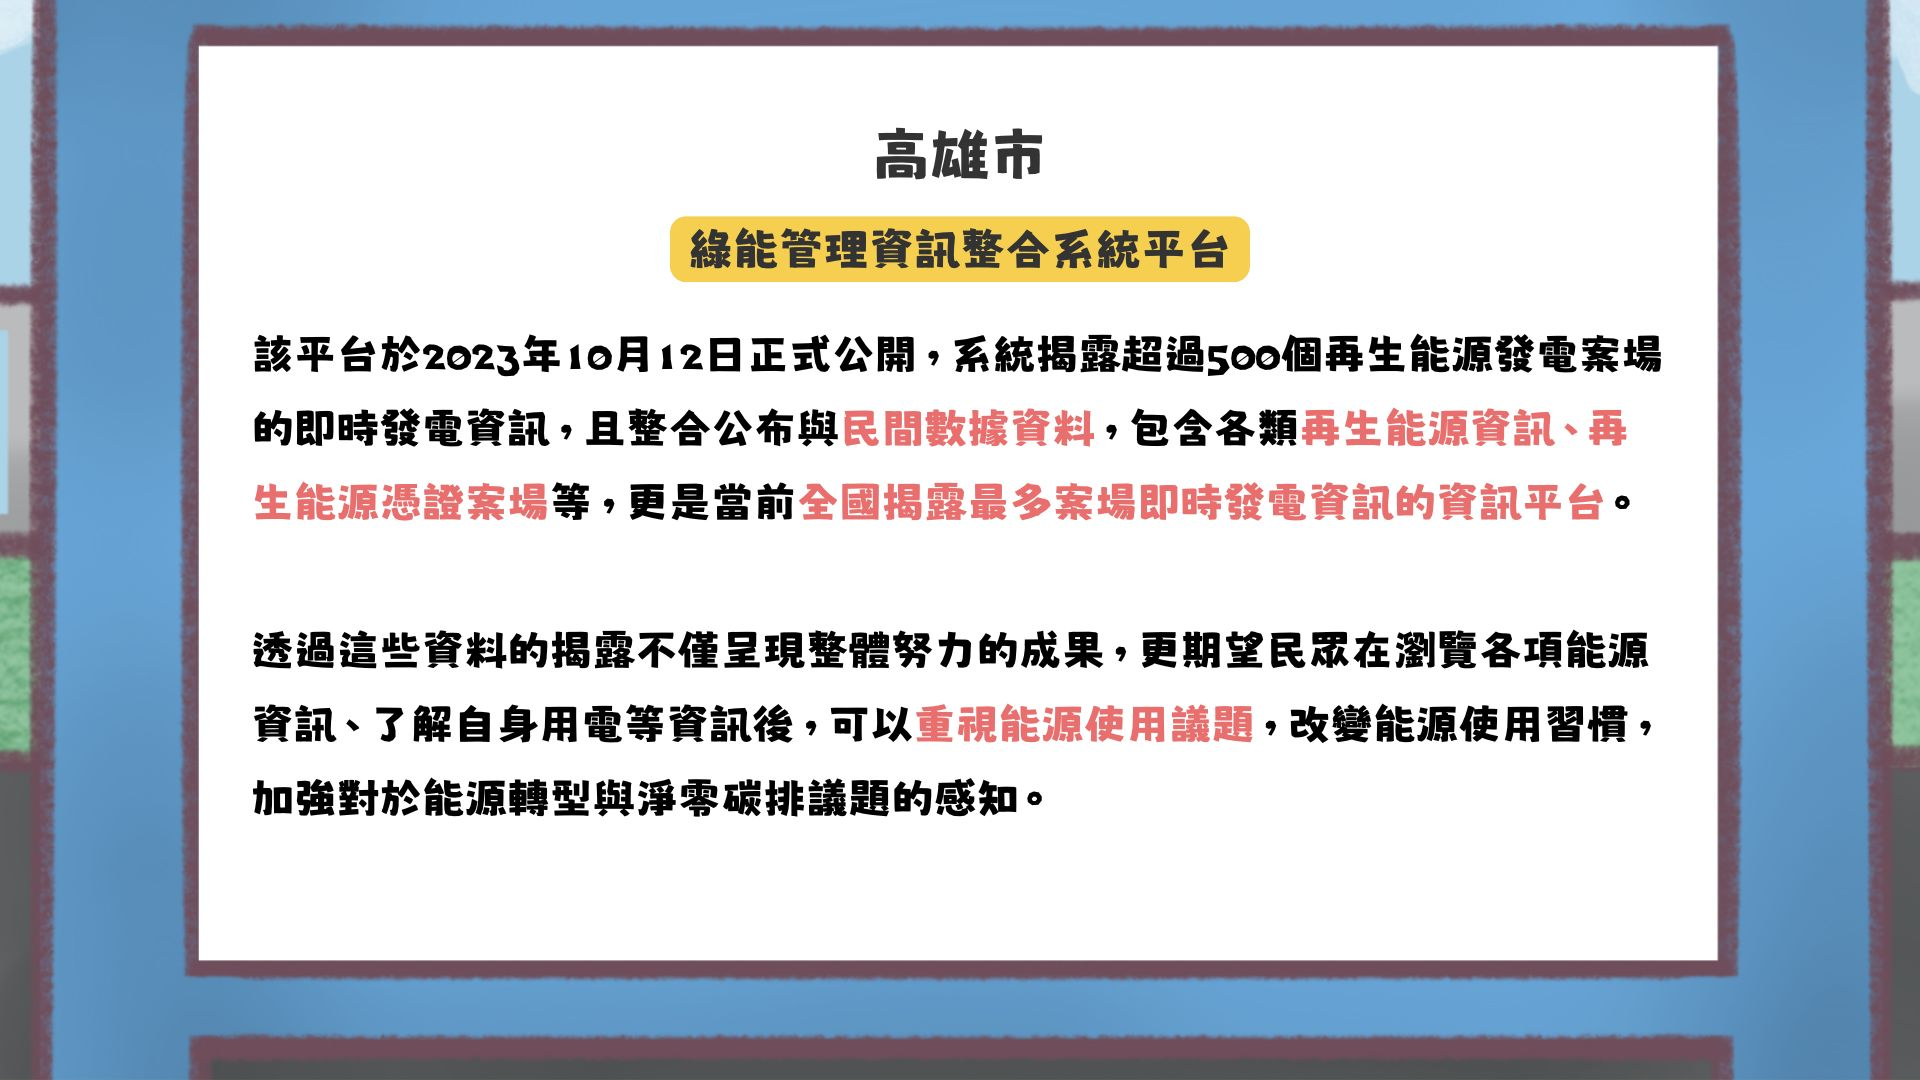 高雄市
綠能管理資訊整合系統平台
該平台於2023年10月12日正式公開，系統揭露超過500個再生能源發電案場
的即時發電資訊，且整合公布與民間數據資料，包含各類再生能源資訊、再
生能源憑證案場等，更是當前全國揭露最多案場即時發電資訊的資訊平台。
透過這些資料的揭露不僅呈現整體努力的成果，更期望民眾在瀏覽各項能源
資訊、了解自身用電等資訊後，可以重視能源使用議題，改變能源使用習慣，
加強對於能源轉型與淨零碳排議題的感知。